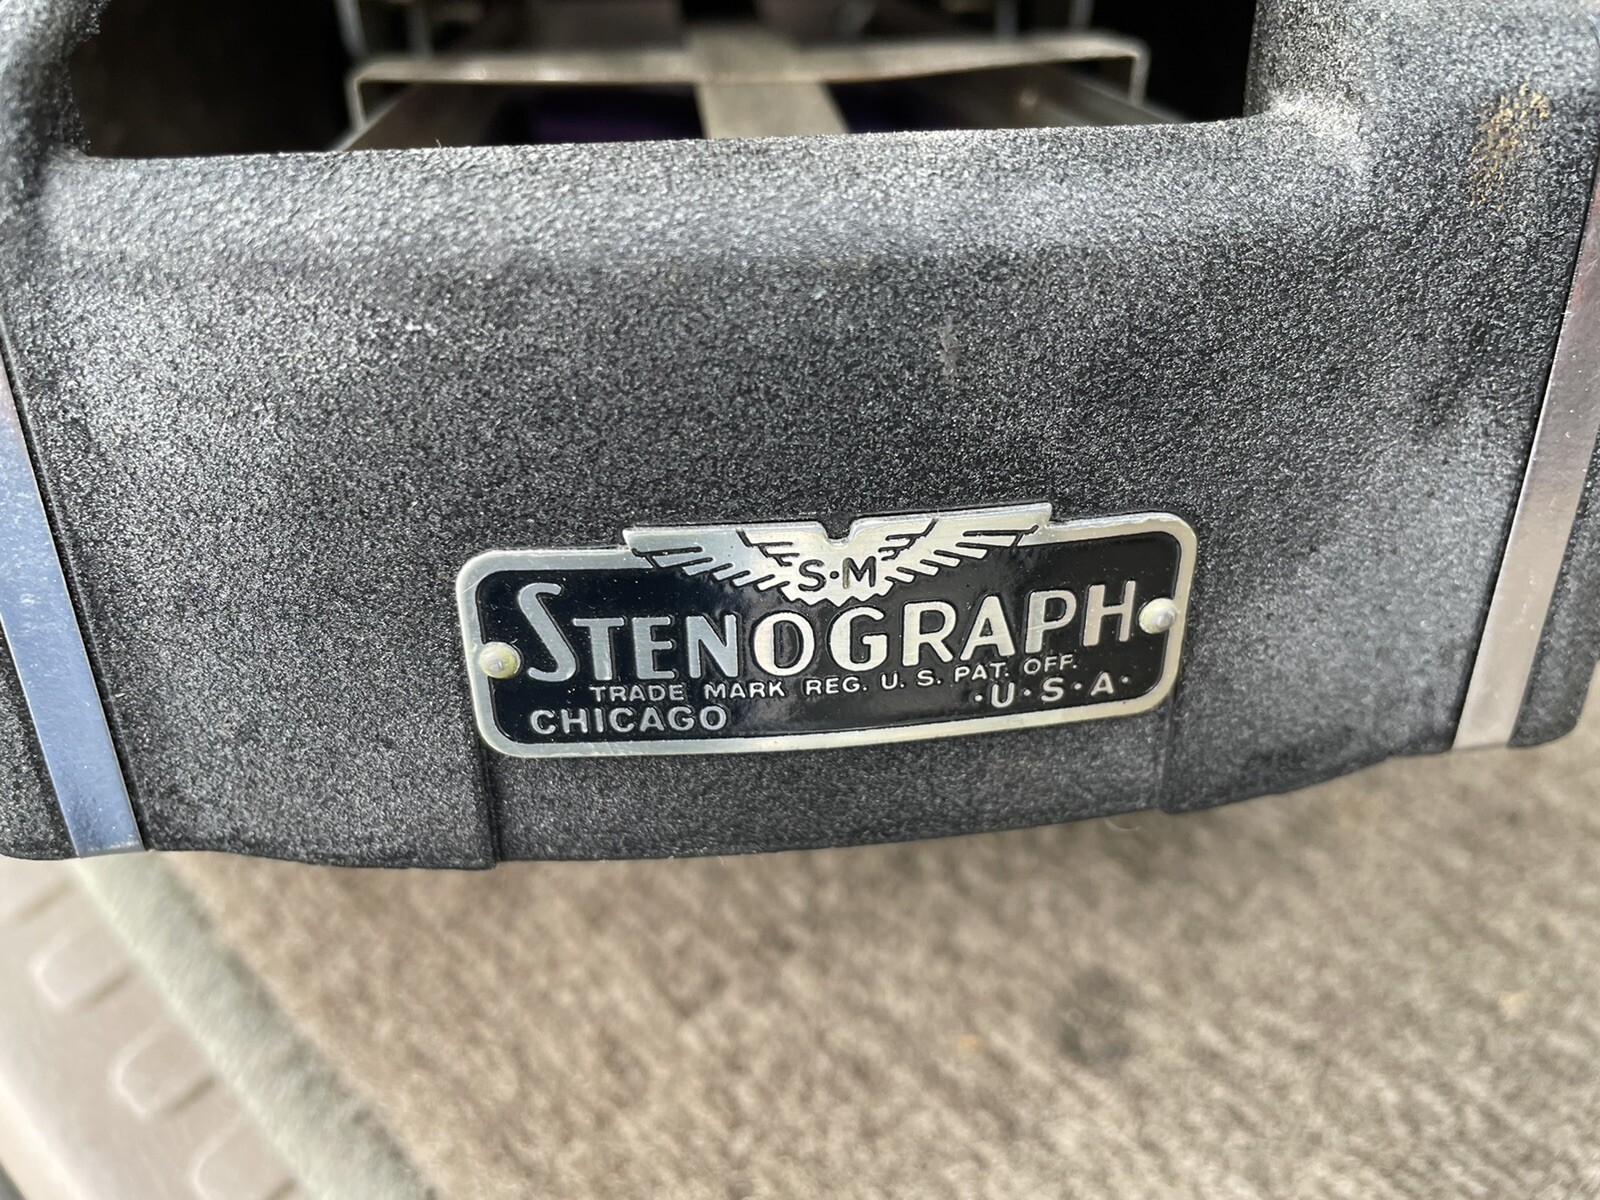 S·M
STENOGRAPH
TRADE MARK REG. U. S. PAT. OFF.
CHICAGO ·U·S·A·